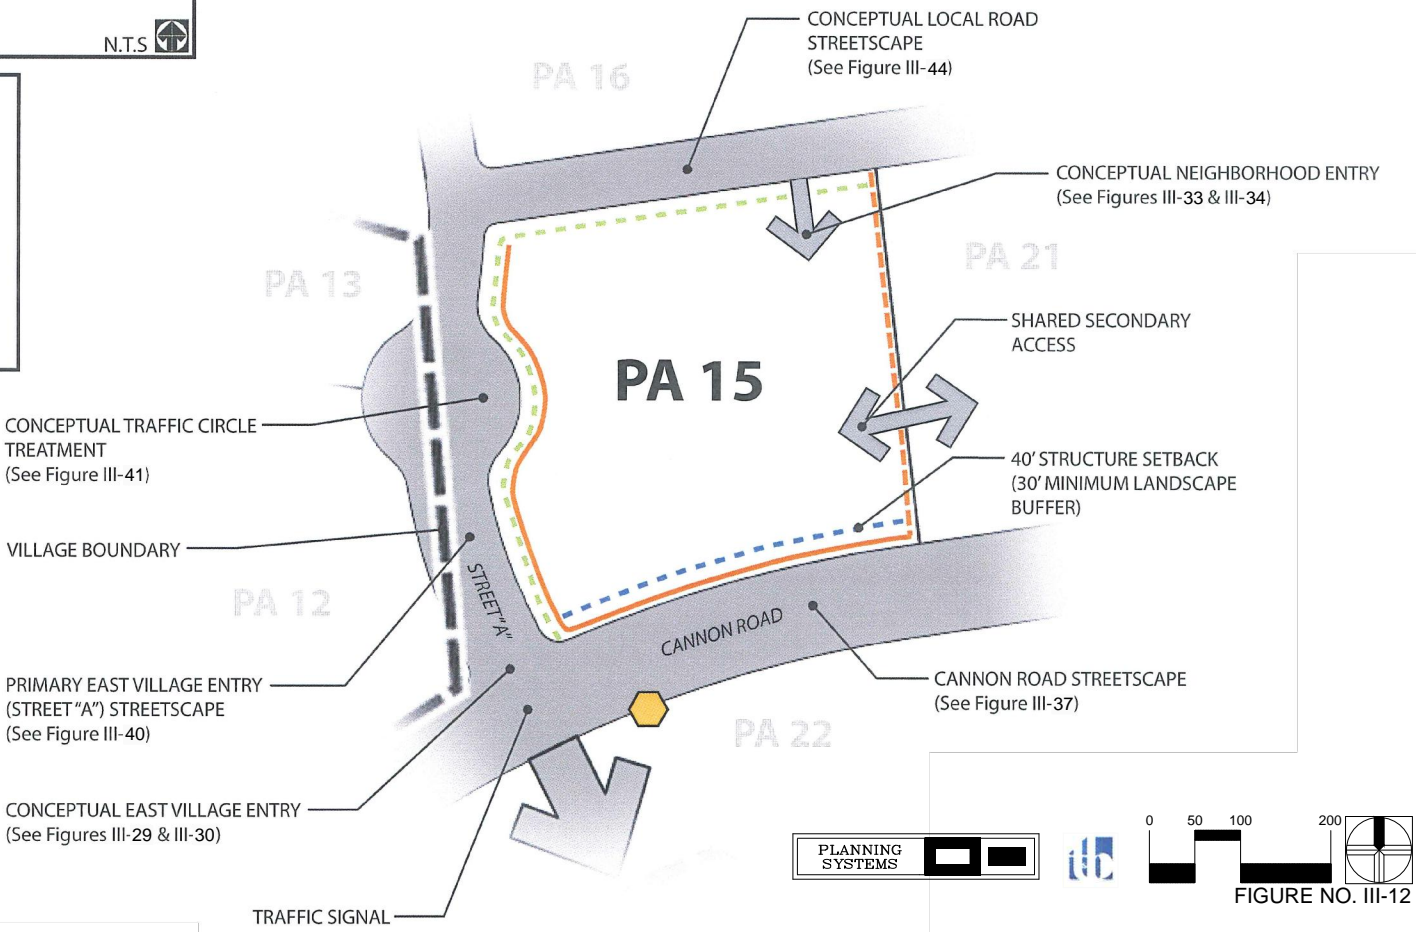 N.T.S
CONCEPTUAL LOCAL ROAD
STREETSCAPE
(See Figure III-44)
PA 16
CONCEPTUAL NEIGHBORHOOD ENTRY
(See Figures III-33 & III-34)
PA 21
PA 13
SHARED SECONDARY
ACCESS
PA 15
CONCEPTUAL TRAFFIC CIRCLE
TREATMENT
(See Figure III-41)
40' STRUCTURE SETBACK
(30' MINIMUM LANDSCAPE
BUFFER)
VILLAGE BOUNDARY
STREET "A"
PA 12
CANNON ROAD
PRIMARY EAST VILLAGE ENTRY
(STREET "A") STREETSCAPE
(See Figure III-40)
CANNON ROAD STREETSCAPE
(See Figure III-37)
PA 22
CONCEPTUAL EAST VILLAGE ENTRY
(See Figures III-29 & III-30)
TRAFFIC SIGNAL
PLANNING
SYSTEMS
0 50 100 200
FIGURE NO. III-12